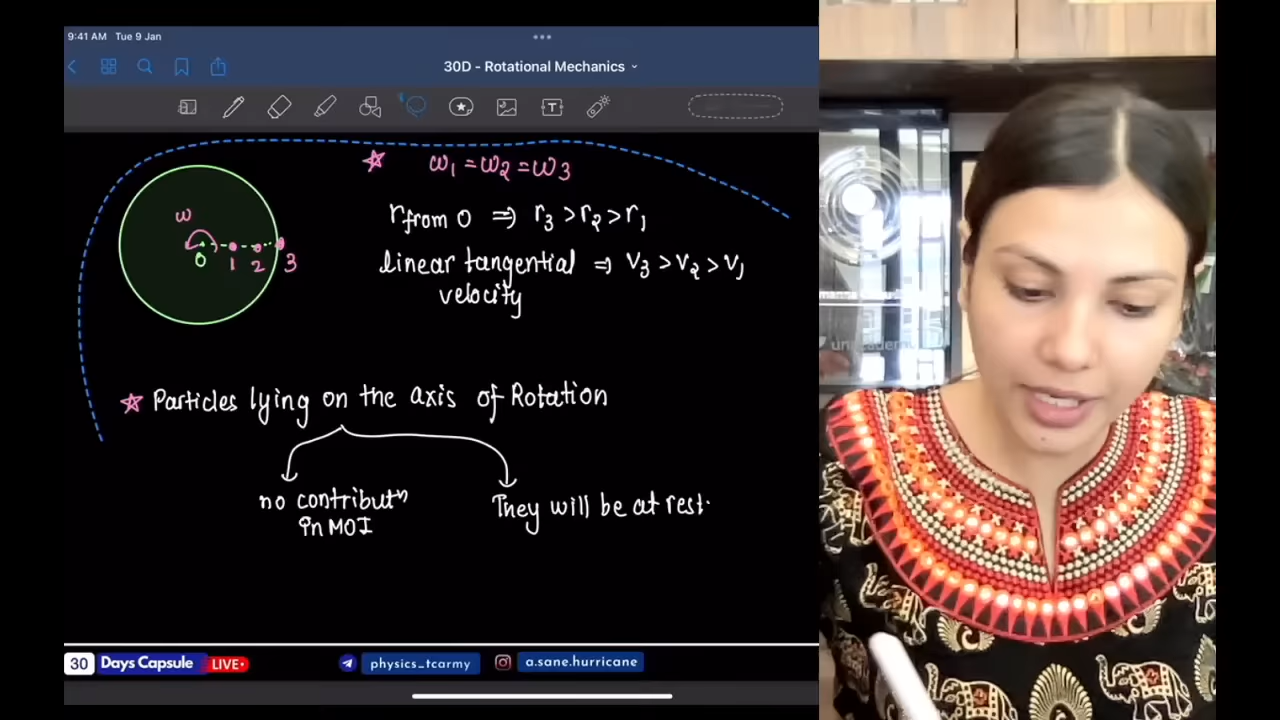 9:41 AM Tue 9 Jan
30D - Rotational Mechanics
ω1 = ω2 = ω3
r from O ⇒ r3 > r2 > r1
linear tangential ⇒ v3 > v2 > v1
velocity
ω
O 1 2 3
Particles lying on the axis of Rotation
no contributn
in MOI
They will be at rest.
30 Days Capsule LIVE
physics_tcarmy
a.sane.hurricane